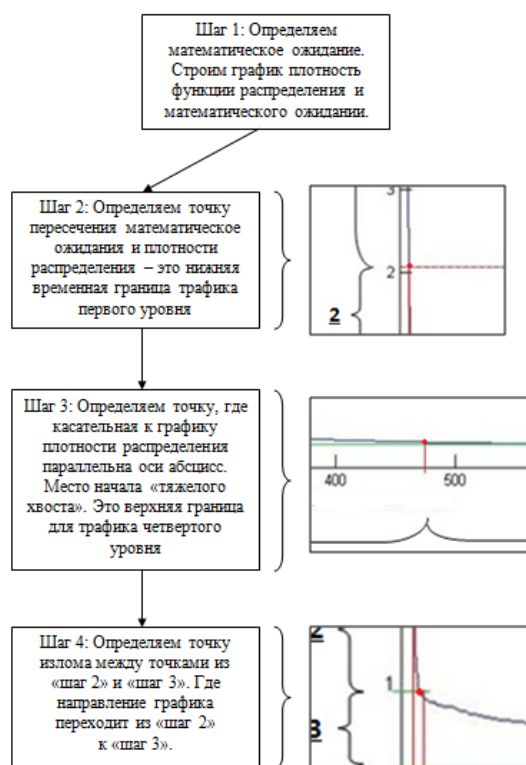 Шаг 1: Определяем
математическое ожидание.
Строим график плотность
функции распределения и
математического ожидании.
Шаг 2: Определяем точку
пересечения математическое
ожидания и плотности
распределения – это нижняя
временная граница трафика
первого уровня
3
2
2
Шаг 3: Определяем точку, где
касательная к графику
плотности распределения
параллельна оси абсцисс.
Место начала «тяжелого
хвоста». Это верхняя граница
для трафика четвертого
уровня
400 500
Шаг 4: Определяем точку
излома между точками из
«шаг 2» и «шаг 3». Где
направление графика
переходит из «шаг 2»
к «шаг 3».
2
1
3